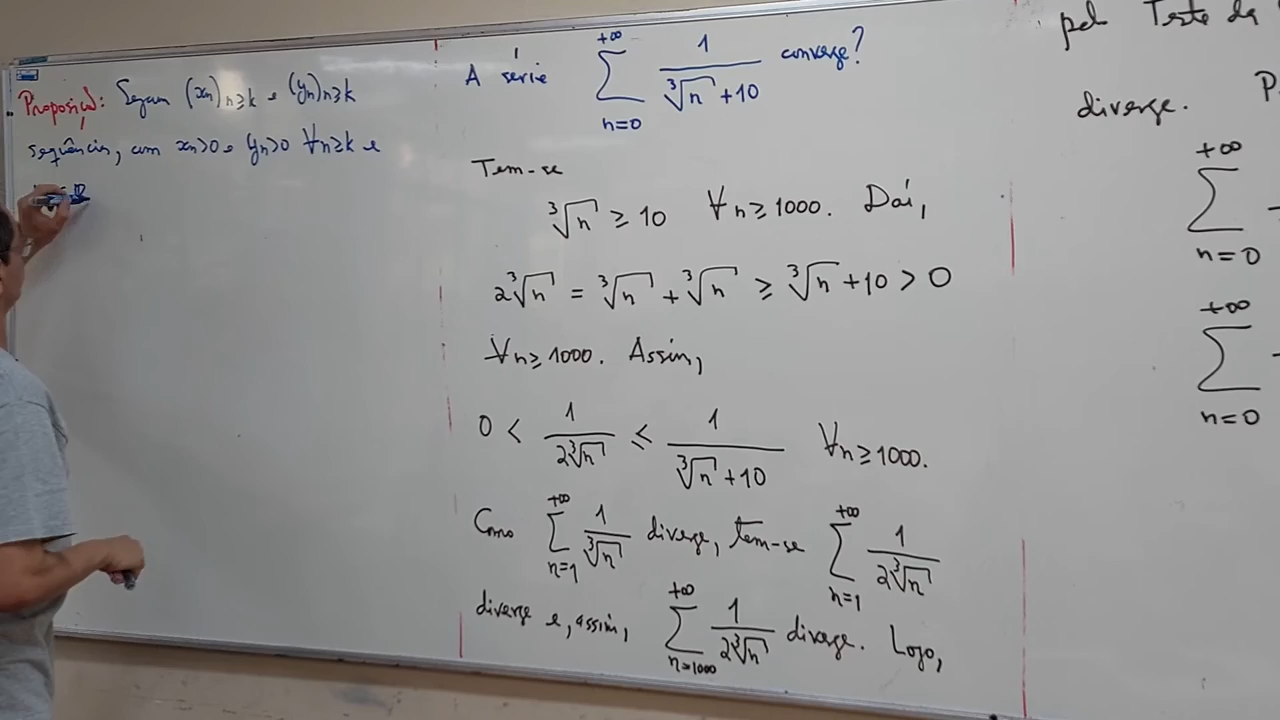 Proposição: Sejam (xn)n≥k e (yn)n≥k
sequências, com xn>0 e yn>0 ∀n≥k e
A série +∞ ∑ n=0 1/(∛n + 10) converge?
Tem-se
∛n ≥ 10 ∀n≥1000. Daí,
2∛n = ∛n + ∛n ≥ ∛n + 10 > 0
∀n≥1000. Assim,
0 < 1/(2∛n) ≤ 1/(∛n + 10) ∀n≥1000.
Como +∞ ∑ n=1 1/∛n diverge, tem-se +∞ ∑ n=1 1/(2∛n)
diverge e, assim, +∞ ∑ n=1000 1/(2∛n) diverge. Logo,
pelo Teste da
diverge. P
+∞ ∑ n=0
+∞ ∑ n=0